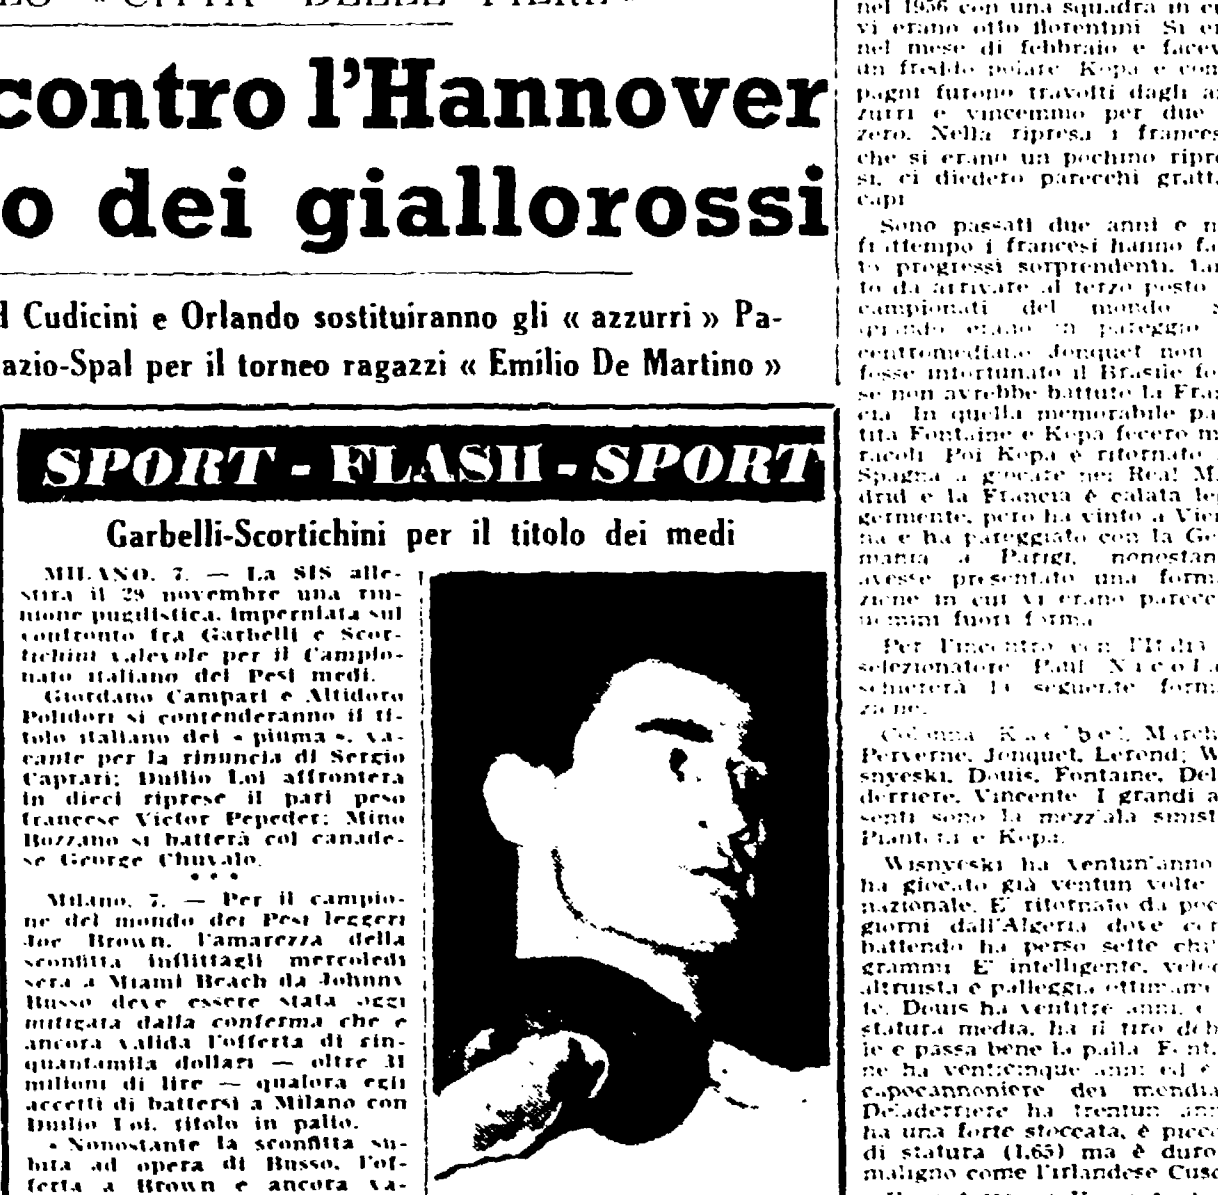 contro l'Hannover
o dei giallorossi
Cudicini e Orlando sostituiranno gli « azzurri » Pa-
azio-Spal per il torneo ragazzi « Emilio De Martino »
SPORT - FLASH - SPORT
Garbelli-Scortichini per il titolo dei medi
MILANO, 7. — La SIS alle-
stirà il 29 novembre una riu-
nione pugilistica, imperniata sul
confronto fra Garbelli e Scor-
tichini valevole per il Campio-
nato italiano dei Pesi medi.
Giordano Campari e Altidoro
Polidori si contenderanno il ti-
tolo italiano dei « piuma », va-
cante per la rinuncia di Sergio
Caprari; Duilio Loi affronterà
in dieci riprese il pari peso
francese Victor Pepeder; Mino
Bozzano si batterà col canade-
se George Chuvalo.
• • •
Milano, 7. — Per il campio-
ne del mondo dei Pesi leggeri
Joe Brown, l'amarezza della
sconfitta inflittagli mercoledì
sera a Miami Beach da Johnny
Busso deve essere stata oggi
mitigata dalla conferma che è
ancora valida l'offerta di cin-
quantamila dollari — oltre 31
milioni di lire — qualora egli
accetti di battersi a Milano con
Duilio Loi, titolo in palio.
« Nonostante la sconfitta su-
bita ad opera di Busso, l'of-
ferta a Brown è ancora va-
nel 1956 con una squadra in cu
vi erano otto fiorentini. Si er
nel mese di febbraio e facev
un freddo polare. Kopa e com
pagni furono travolti dagli az
zurri e vincemmo per due
zero. Nella ripresa i frances
che si erano un pochino ripre
si, ci diedero parecchi gratta
capi
Sono passati due anni e n
frattempo i francesi hanno fa
to progressi sorprendenti, tan
to da arrivare al terzo posto
campionati del mondo
quando erano in pareggio
centromediano Jonquet non
fosse infortunato il Brasile fo
se non avrebbe battuto la Fran
cia. In quella memorabile pa
tita Fontaine e Kopa fecero m
racoli. Poi Kopa è ritornato
Spagna a giocare nel Real Ma
drid e la Francia è calata leg
germente, però ha vinto a Vien
na e ha pareggiato con la Ge
mania a Parigi, nonostan
avesse presentato una forma
zione in cui vi erano parecc
uomini fuori forma.
Per l'incontro con l'Italia
selezionatore Paul Nicola
schiererà la seguente forma
zione.
Colonna, Kaelbel, March
Perverne, Jonquet, Lerond; W
snyeski, Douis, Fontaine, Del
derriere, Vincente. I grandi a
senti sono la mezz'ala sinist
Piantoni e Kopa.
Wisnyeski ha ventun'anno
ha giocato già ventun volte
nazionale. E' ritornato da poc
giorni dall'Algeria dove com
battendo ha perso sette chi
grammi. E' intelligente, veloc
altruista e palleggia ottimamen
te. Douis ha ventitré anni, è
statura media, ha il tiro deb
le e passa bene la palla. Font
ne ha venticinque anni ed è
capocannoniere dei mondia
Deladerriere ha trentun ann
ha una forte stoccata, è picco
di statura (1.65) ma è duro
maligno come l'irlandese Cusc